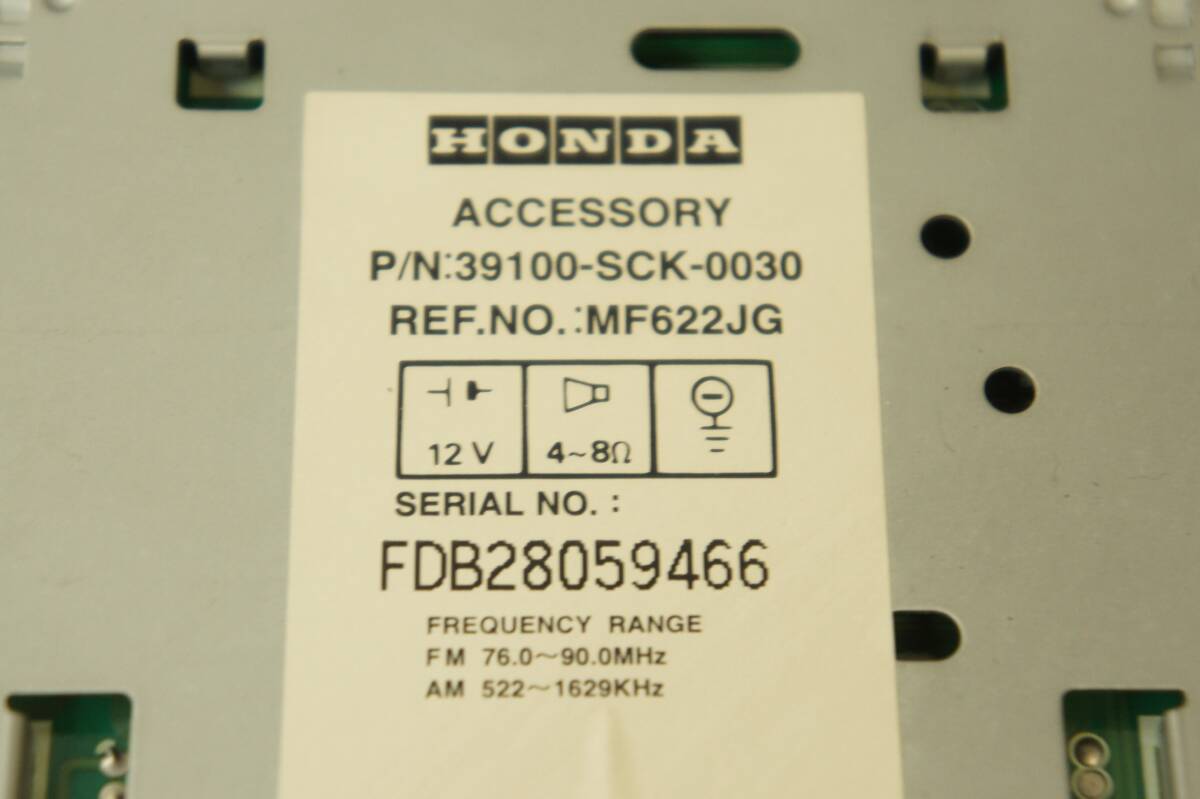 HONDA
ACCESSORY
P/N:39100-SCK-0030
REF.NO.:MF622JG
12V 4~8Ω
SERIAL NO. :
FDB28059466
FREQUENCY RANGE
FM 76.0~90.0MHz
AM 522~1629KHz